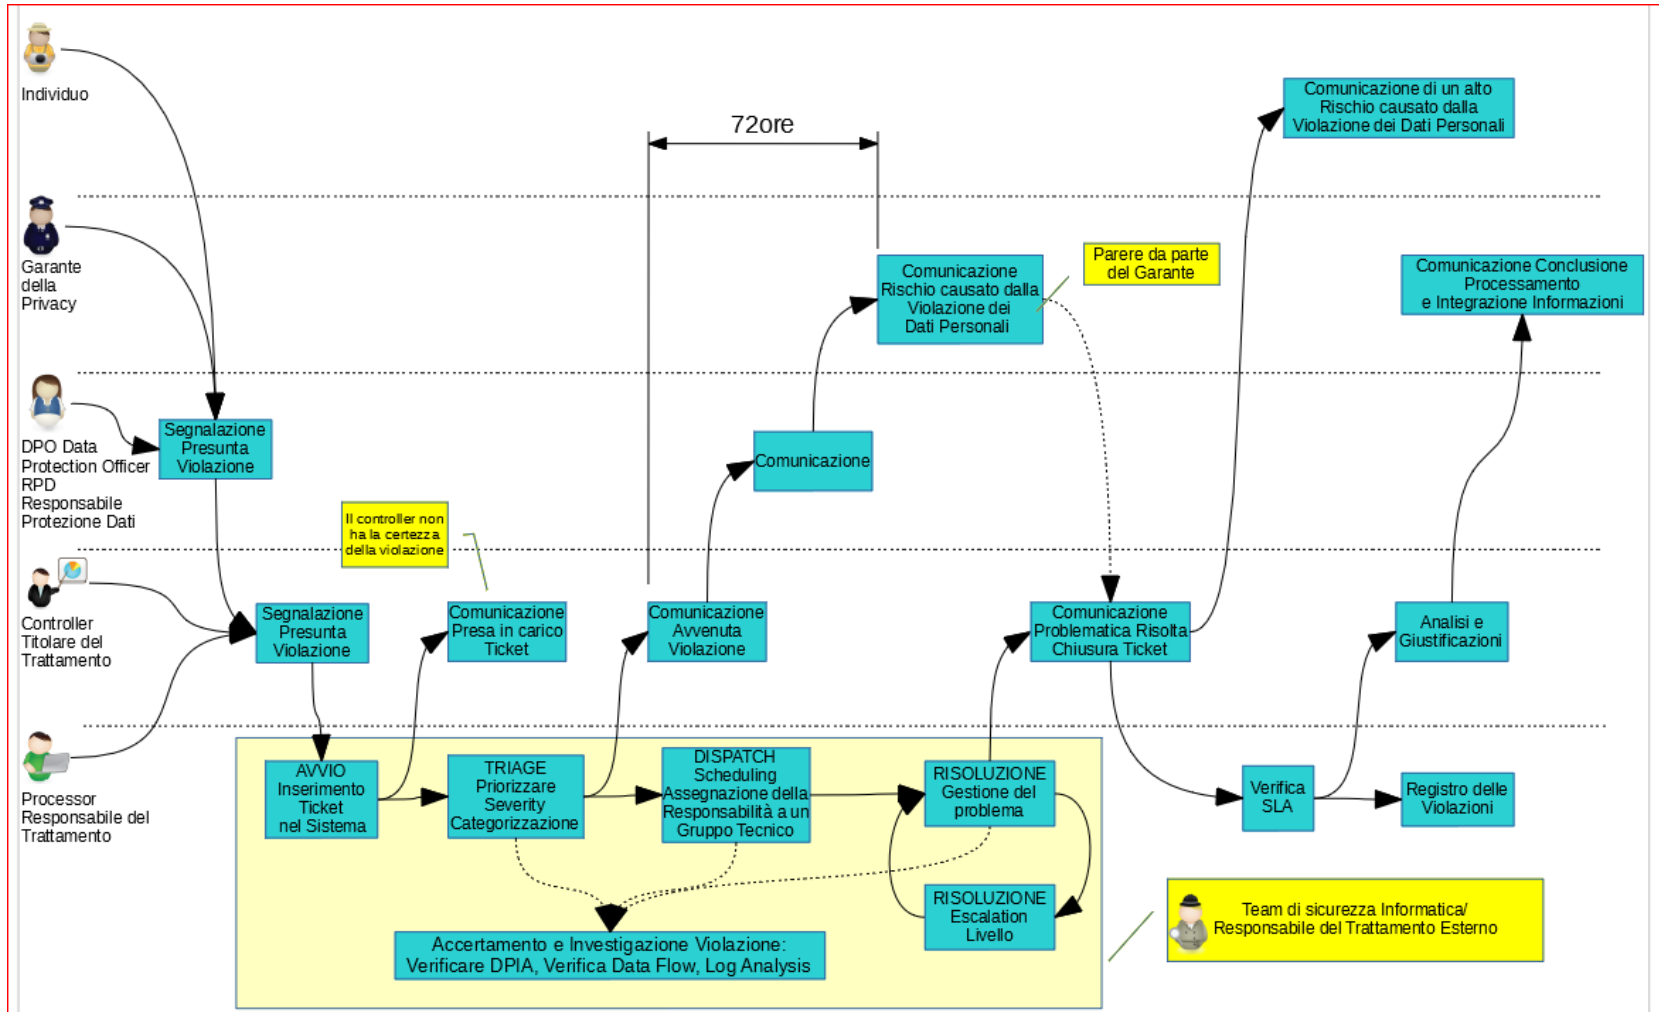 Individuo
Comunicazione di un alto
Rischio causato dalla
Violazione dei Dati Personali
72ore
Garante
della
Privacy
Comunicazione
Rischio causato dalla
Violazione dei
Dati Personali
Parere da parte
del Garante
Comunicazione Conclusione
Processamento
e Integrazione Informazioni
DPO Data
Protection Officer
RPD
Responsabile
Protezione Dati
Segnalazione
Presunta
Violazione
Comunicazione
Il controller non
ha la certezza
della violazione
Controller
Titolare del
Trattamento
Segnalazione
Presunta
Violazione
Comunicazione
Presa in carico
Ticket
Comunicazione
Avvenuta
Violazione
Comunicazione
Problematica Risolta
Chiusura Ticket
Analisi e
Giustificazioni
Processor
Responsabile del
Trattamento
AVVIO
Inserimento
Ticket
nel Sistema
TRIAGE
Priorizzare
Severity
Categorizzazione
DISPATCH
Scheduling
Assegnazione della
Responsabilità a un
Gruppo Tecnico
RISOLUZIONE
Gestione del
problema
Verifica
SLA
Registro delle
Violazioni
RISOLUZIONE
Escalation
Livello
Accertamento e Investigazione Violazione:
Verificare DPIA, Verifica Data Flow, Log Analysis
Team di sicurezza Informatica/
Responsabile del Trattamento Esterno